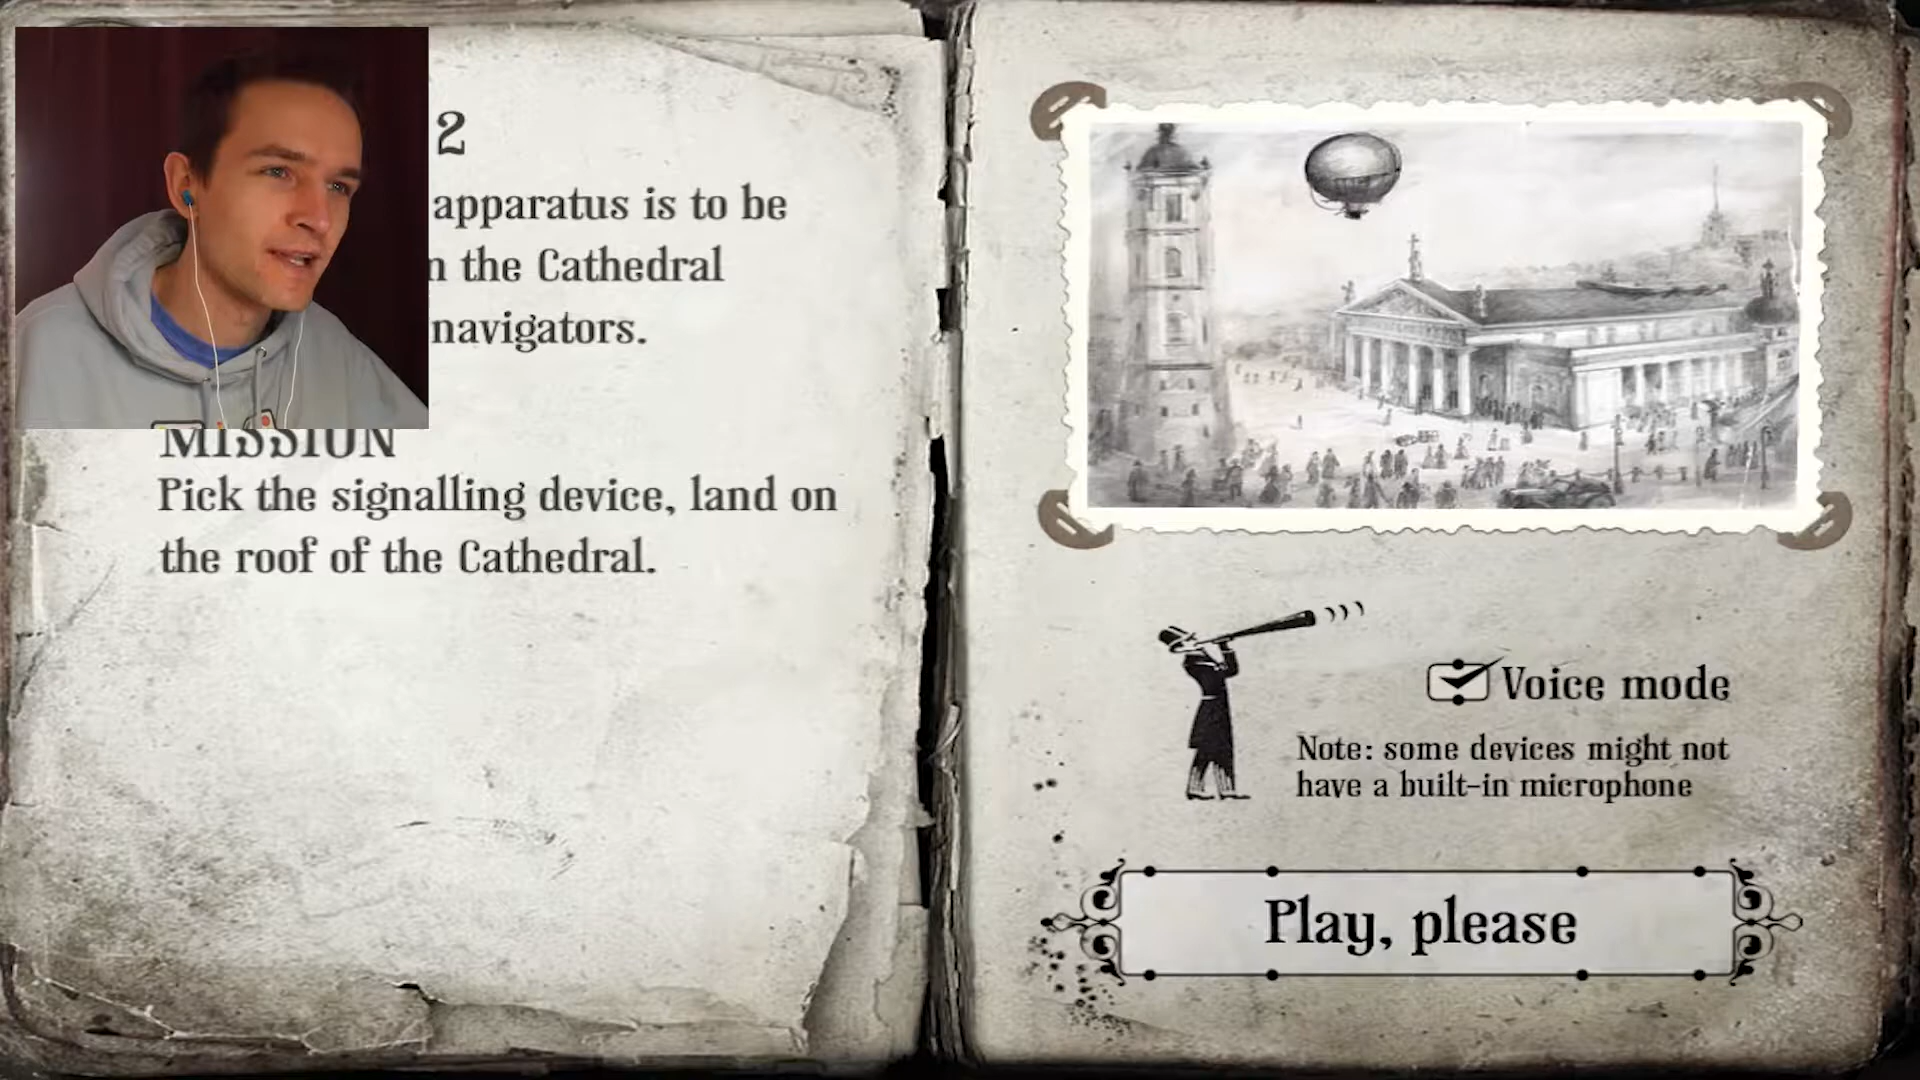 2
apparatus is to be
the Cathedral
navigators.
MISSION
Pick the signalling device, land on
the roof of the Cathedral.
Voice mode
Note: some devices might not
have a built-in microphone
Play, please